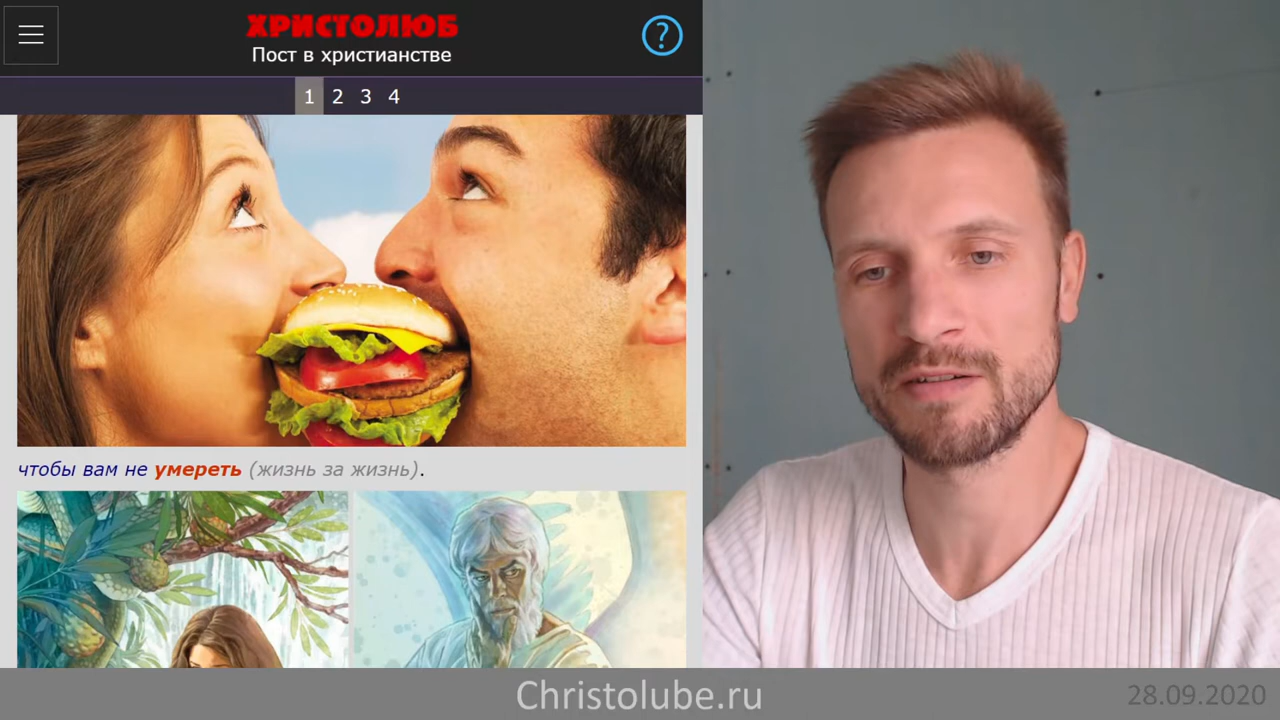 ХРИСТОЛЮБ
Пост в христианстве
?
1 2 3 4
чтобы вам не умереть (жизнь за жизнь).
Christolube.ru
28.09.2020